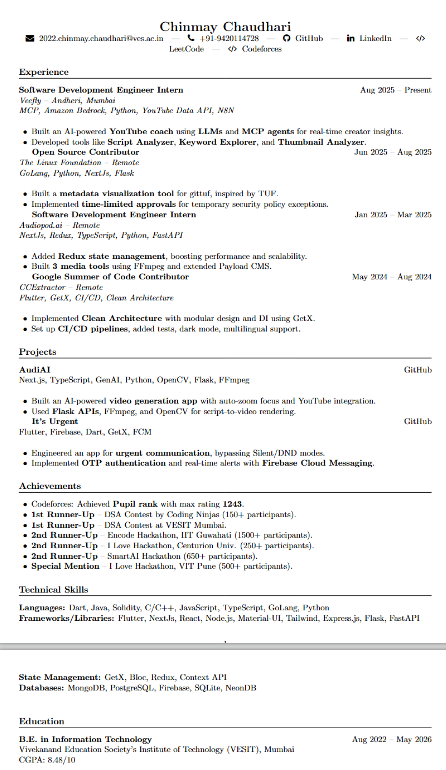 Chinmay Chaudhari
2022.chinmay.chaudhari@ves.ac.in — +91-9420114728 — GitHub — LinkedIn —
LeetCode — Codeforces
Experience
Software Development Engineer Intern Aug 2025 – Present
Veefly – Andheri, Mumbai
MCP, Amazon Bedrock, Python, YouTube Data API, N8N
• Built an AI-powered YouTube coach using LLMs and MCP agents for real-time creator insights.
• Developed tools like Script Analyzer, Keyword Explorer, and Thumbnail Analyzer.
Open Source Contributor Jun 2025 – Aug 2025
The Linux Foundation – Remote
GoLang, Python, NextJs, Flask
• Built a metadata visualization tool for gittuf, inspired by TUF.
• Implemented time-limited approvals for temporary security policy exceptions.
Software Development Engineer Intern Jan 2025 – Mar 2025
Audiopod.ai – Remote
NextJs, Redux, TypeScript, Python, FastAPI
• Added Redux state management, boosting performance and scalability.
• Built 3 media tools using FFmpeg and extended Payload CMS.
Google Summer of Code Contributor May 2024 – Aug 2024
CCExtractor – Remote
Flutter, GetX, CI/CD, Clean Architecture
• Implemented Clean Architecture with modular design and DI using GetX.
• Set up CI/CD pipelines, added tests, dark mode, multilingual support.
Projects
AudiAI GitHub
Next.js, TypeScript, GenAI, Python, OpenCV, Flask, FFmpeg
• Built an AI-powered video generation app with auto-zoom focus and YouTube integration.
• Used Flask APIs, FFmpeg, and OpenCV for script-to-video rendering.
It's Urgent GitHub
Flutter, Firebase, Dart, GetX, FCM
• Engineered an app for urgent communication, bypassing Silent/DND modes.
• Implemented OTP authentication and real-time alerts with Firebase Cloud Messaging.
Achievements
• Codeforces: Achieved Pupil rank with max rating 1243.
• 1st Runner-Up – DSA Contest by Coding Ninjas (150+ participants).
• 1st Runner-Up – DSA Contest at VESIT Mumbai.
• 2nd Runner-Up – Encode Hackathon, IIT Guwahati (1500+ participants).
• 2nd Runner-Up – I Love Hackathon, Centurion Univ. (250+ participants).
• 2nd Runner-Up – SmartAI Hackathon (650+ participants).
• Special Mention – I Love Hackathon, VIT Pune (500+ participants).
Technical Skills
Languages: Dart, Java, Solidity, C/C++, JavaScript, TypeScript, GoLang, Python
Frameworks/Libraries: Flutter, NextJs, React, Node.js, Material-UI, Tailwind, Express.js, Flask, FastAPI
State Management: GetX, Bloc, Redux, Context API
Databases: MongoDB, PostgreSQL, Firebase, SQLite, NeonDB
Education
B.E. in Information Technology Aug 2022 – May 2026
Vivekanand Education Society's Institute of Technology (VESIT), Mumbai
CGPA: 8.48/10